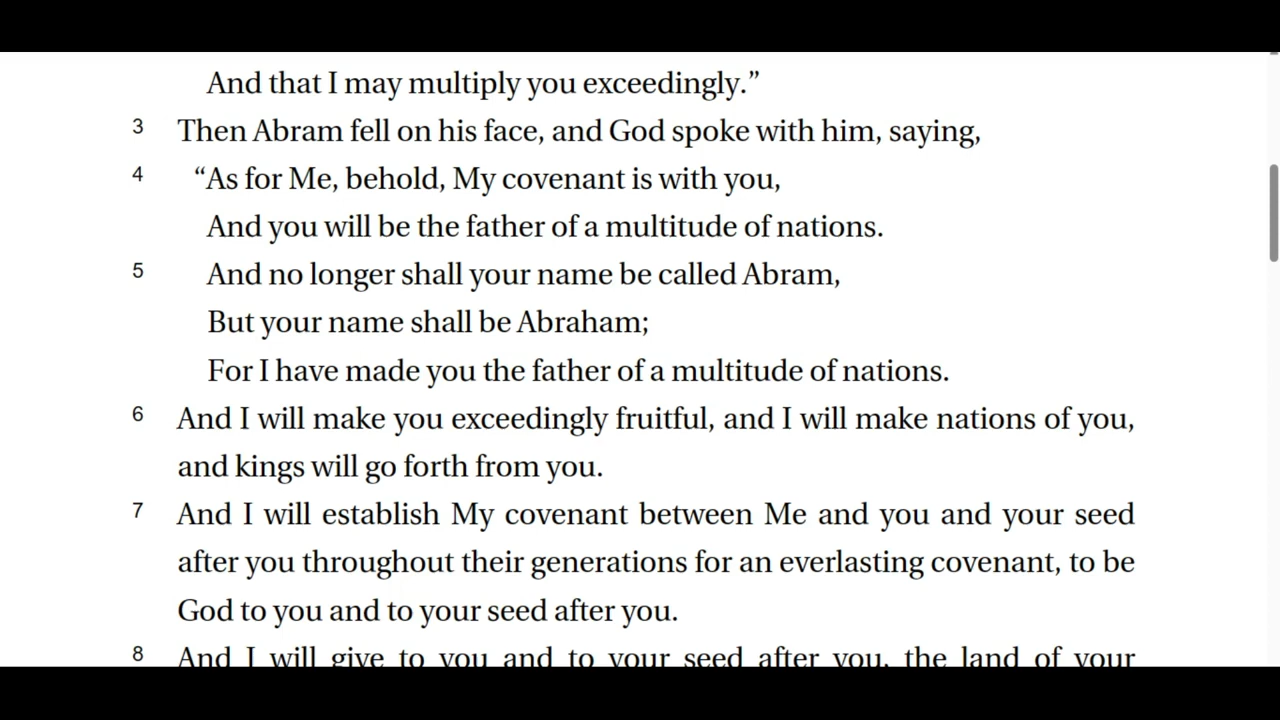 And that I may multiply you exceedingly.”
3 Then Abram fell on his face, and God spoke with him, saying,
4 “As for Me, behold, My covenant is with you,
And you will be the father of a multitude of nations.
5 And no longer shall your name be called Abram,
But your name shall be Abraham;
For I have made you the father of a multitude of nations.
6 And I will make you exceedingly fruitful, and I will make nations of you,
and kings will go forth from you.
7 And I will establish My covenant between Me and you and your seed
after you throughout their generations for an everlasting covenant, to be
God to you and to your seed after you.
8 And I will give to you and to your seed after you, the land of your